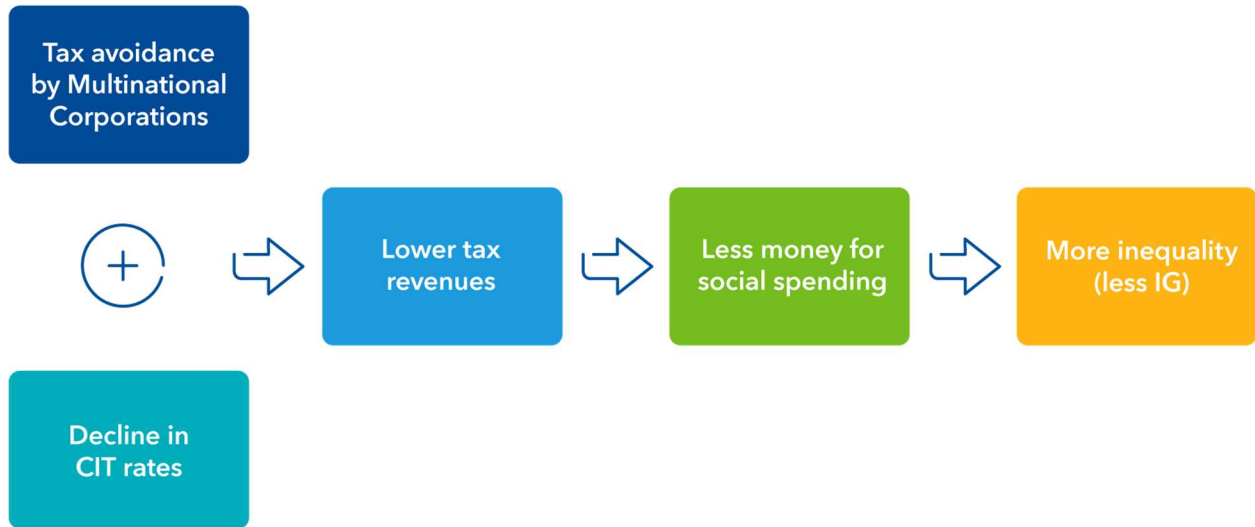 Tax avoidance
by Multinational
Corporations
Lower tax
revenues
Less money for
social spending
More inequality
(less IG)
Decline in
CIT rates